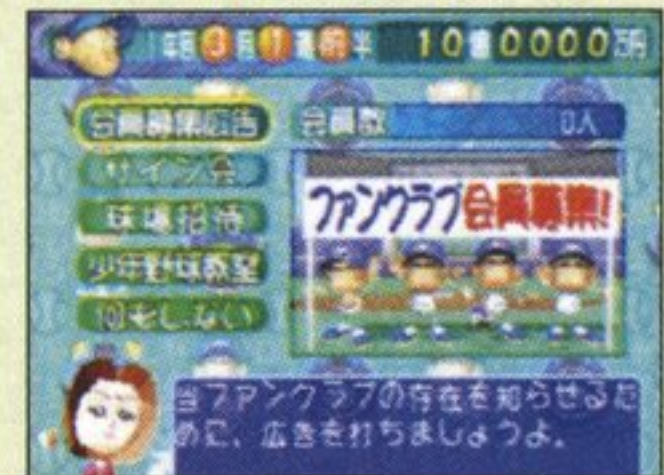 年目3月1週前半 10億0000万円
会員募集広告
会員数 0人
サイン会
球場招待
少年野球教室
何もしない
ファンクラブ会員募集!
当ファンクラブの存在を知らせるた
めに、広告を打ちましょうよ。